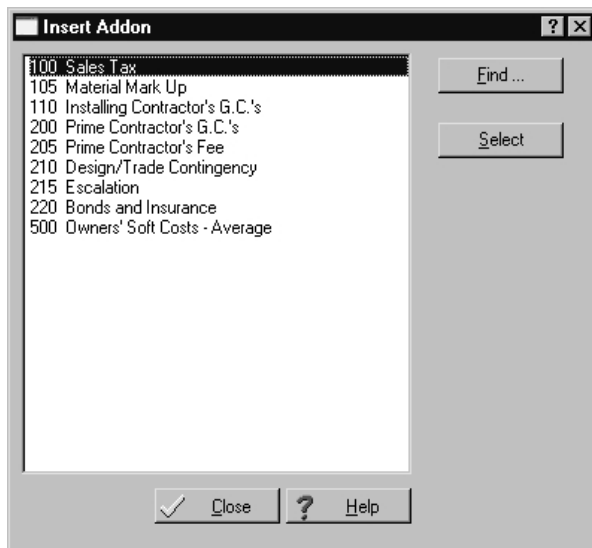 Insert Addon
100 Sales Tax
105 Material Mark Up
110 Installing Contractor's G.C.'s
200 Prime Contractor's G.C.'s
205 Prime Contractor's Fee
210 Design/Trade Contingency
215 Escalation
220 Bonds and Insurance
500 Owners' Soft Costs - Average
Find ...
Select
Close
Help